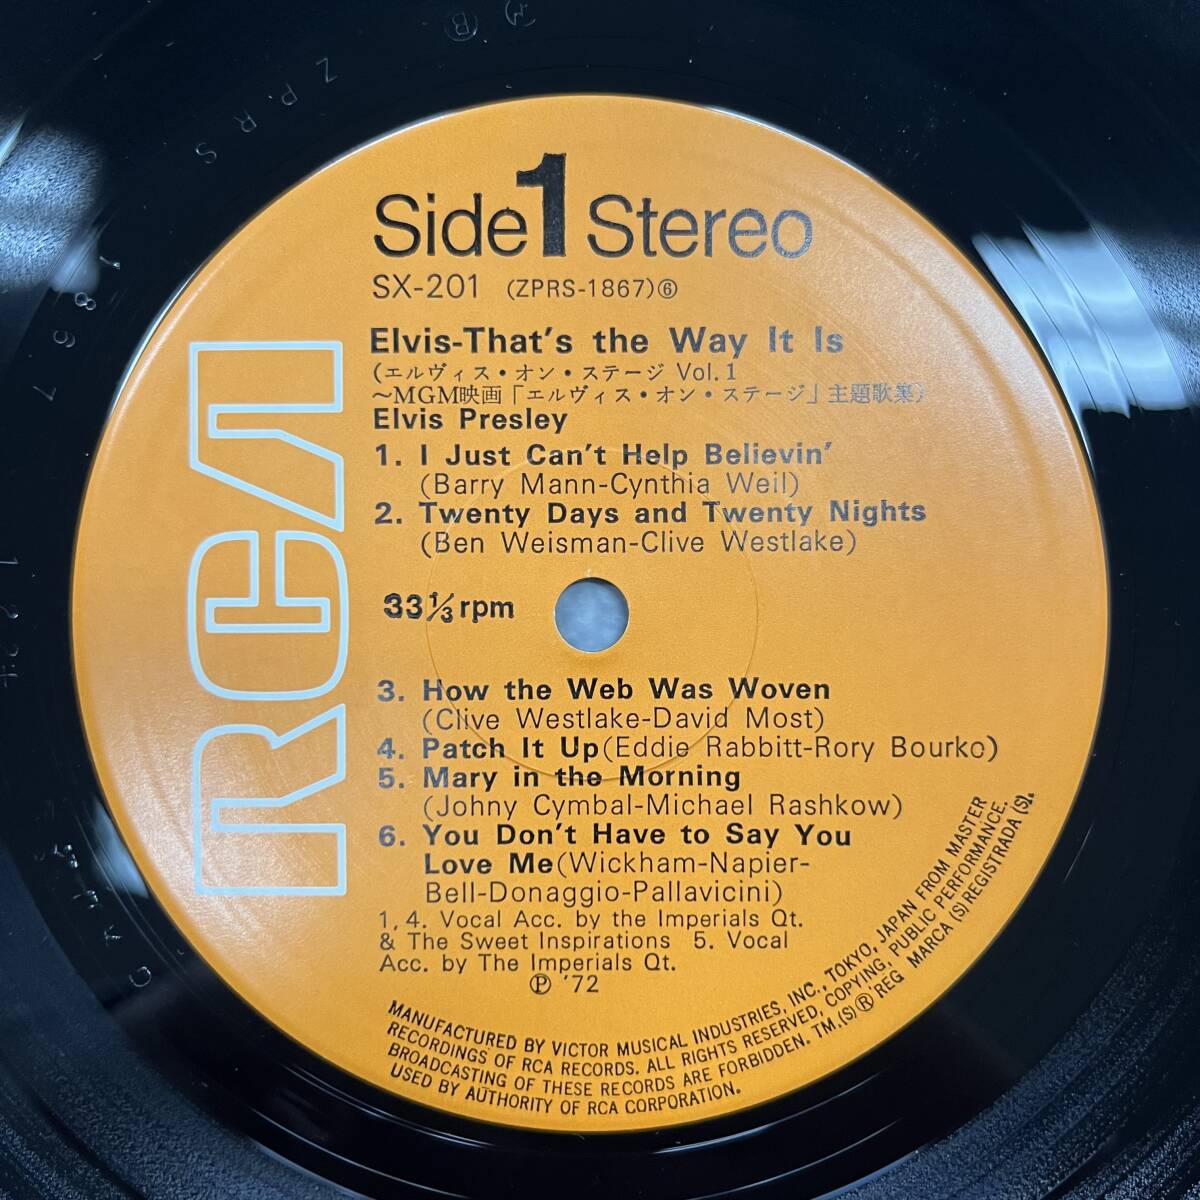 Side 1 Stereo
SX-201 (ZPRS-1867)⑥
Elvis-That's the Way It Is
(エルヴィス・オン・ステージ Vol.1
〜MGM映画「エルヴィス・オン・ステージ」主題歌集)
Elvis Presley
1. I Just Can't Help Believin'
(Barry Mann-Cynthia Weil)
2. Twenty Days and Twenty Nights
(Ben Weisman-Clive Westlake)
33⅓rpm
3. How the Web Was Woven
(Clive Westlake-David Most)
4. Patch It Up(Eddie Rabbitt-Rory Bourke)
5. Mary in the Morning
(Johny Cymbal-Michael Rashkow)
6. You Don't Have to Say You
Love Me(Wickham-Napier-
Bell-Donaggio-Pallavicini)
1, 4. Vocal Acc. by the Imperials Qt.
& The Sweet Inspirations 5. Vocal
Acc. by The Imperials Qt.
Ⓟ '72
MANUFACTURED BY VICTOR MUSICAL INDUSTRIES, INC., TOKYO, JAPAN FROM MASTER
RECORDINGS OF RCA RECORDS. ALL RIGHTS RESERVED, COPYING, PUBLIC PERFORMANCE.
BROADCASTING OF THESE RECORDS ARE FORBIDDEN. TM.(S)® REG MARCA (S) REGISTRADA (S).
USED BY AUTHORITY OF RCA CORPORATION.
RCA
ZPRS 1867